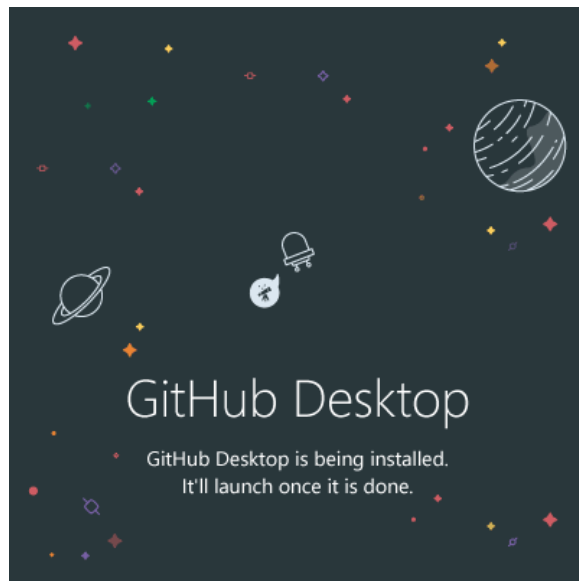 GitHub Desktop
GitHub Desktop is being installed.
It'll launch once it is done.